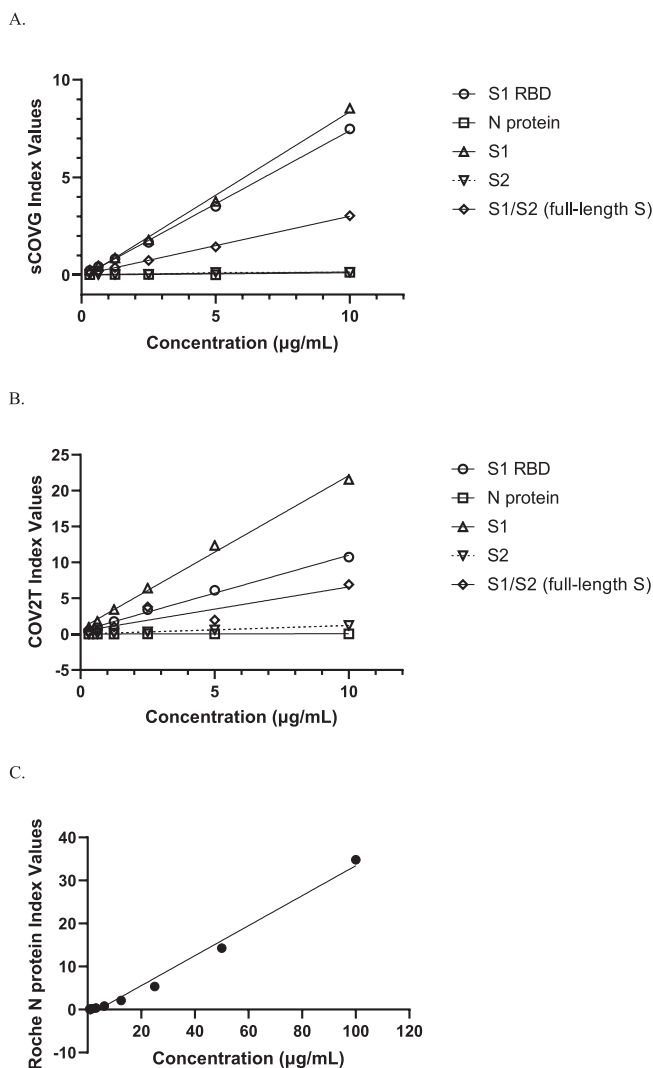 A.
10
5
0
0
5
10
sCOVG Index Values
Concentration (µg/mL)
S1 RBD
N protein
S1
S2
S1/S2 (full-length S)
B.
25
20
15
10
5
0
-5
0
5
10
COV2T Index Values
Concentration (µg/mL)
S1 RBD
N protein
S1
S2
S1/S2 (full-length S)
C.
40
30
20
10
0
-10
20
40
60
80
100
120
Roche N protein Index Values
Concentration (µg/mL)